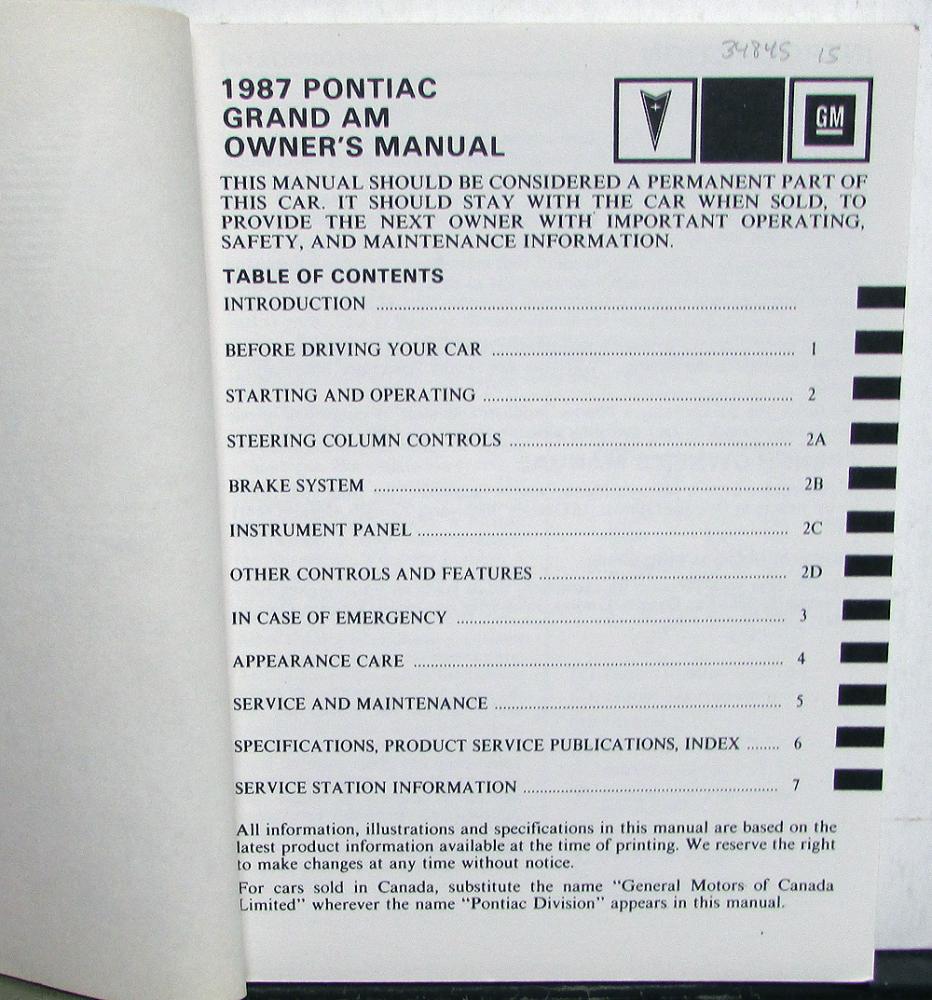 34845 15
1987 PONTIAC
GRAND AM
OWNER'S MANUAL
GM
THIS MANUAL SHOULD BE CONSIDERED A PERMANENT PART OF
THIS CAR. IT SHOULD STAY WITH THE CAR WHEN SOLD, TO
PROVIDE THE NEXT OWNER WITH IMPORTANT OPERATING,
SAFETY, AND MAINTENANCE INFORMATION.
TABLE OF CONTENTS
INTRODUCTION ................................................................
BEFORE DRIVING YOUR CAR ................................................ 1
STARTING AND OPERATING ................................................ 2
STEERING COLUMN CONTROLS ............................................ 2A
BRAKE SYSTEM ................................................................ 2B
INSTRUMENT PANEL ........................................................ 2C
OTHER CONTROLS AND FEATURES ...................................... 2D
IN CASE OF EMERGENCY .................................................. 3
APPEARANCE CARE .......................................................... 4
SERVICE AND MAINTENANCE .............................................. 5
SPECIFICATIONS, PRODUCT SERVICE PUBLICATIONS, INDEX ........ 6
SERVICE STATION INFORMATION .......................................... 7
All information, illustrations and specifications in this manual are based on the
latest product information available at the time of printing. We reserve the right
to make changes at any time without notice.
For cars sold in Canada, substitute the name "General Motors of Canada
Limited" wherever the name "Pontiac Division" appears in this manual.